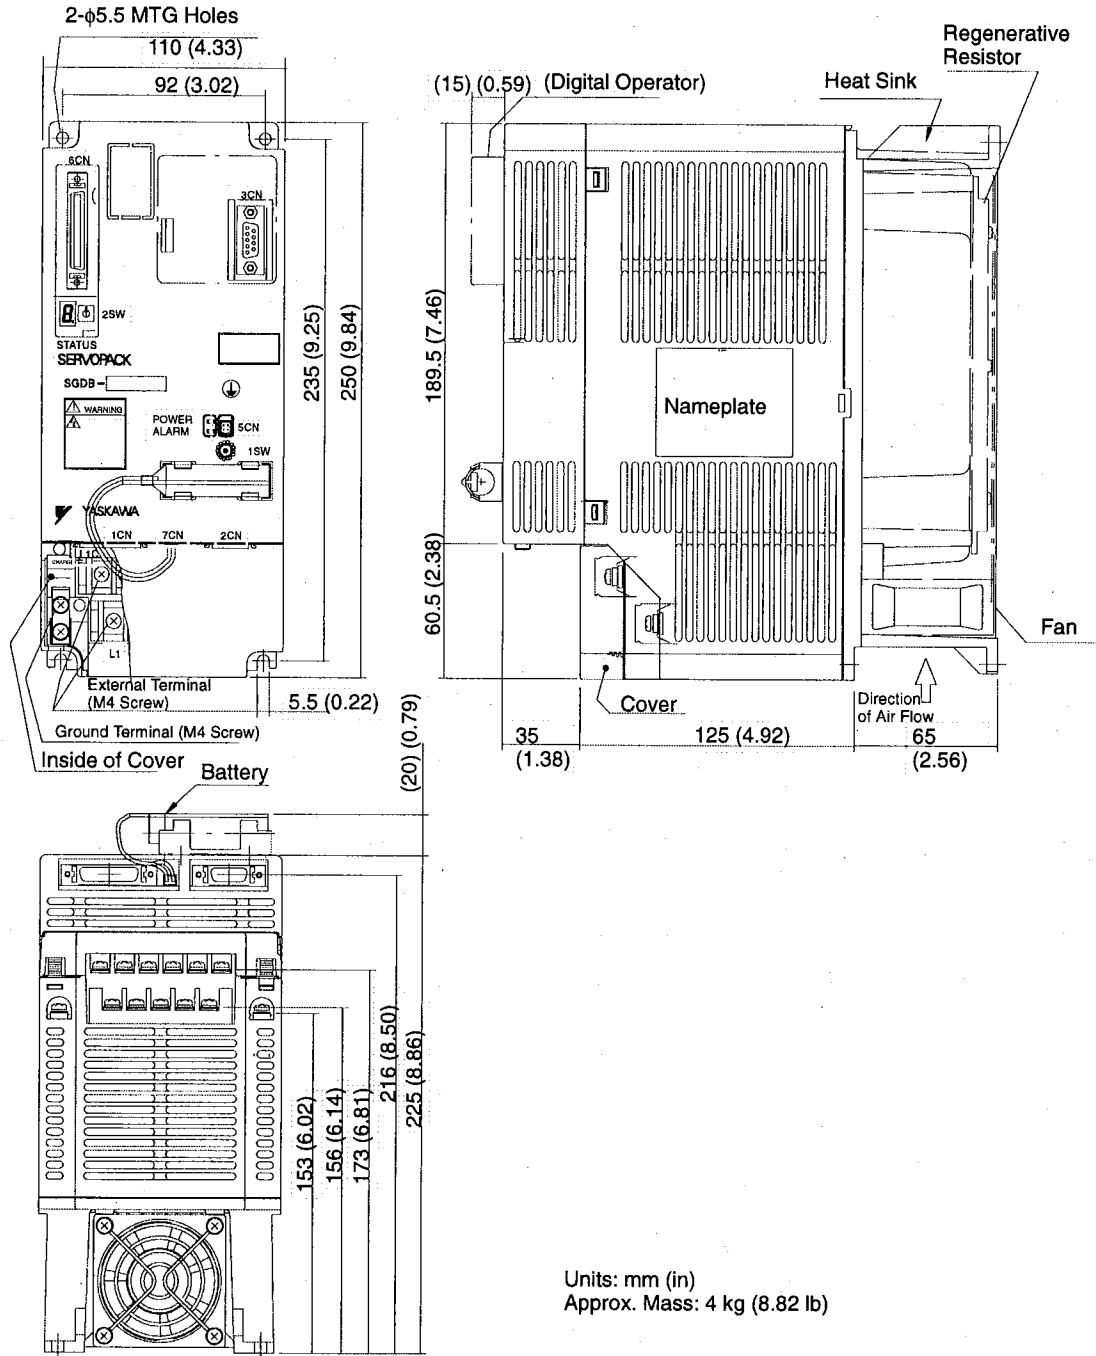 2-ϕ5.5 MTG Holes
110 (4.33)
92 (3.02)
6CN
3CN
8.
2SW
STATUS
SERVOPACK
SGDB-
WARNING
POWER
ALARM
5CN
1SW
YASKAWA
1CN
7CN
2CN
CHARGE
L1
External Terminal
(M4 Screw)
Ground Terminal (M4 Screw)
Inside of Cover
5.5 (0.22)
235 (9.25)
250 (9.84)
(15) (0.59)
(Digital Operator)
Heat Sink
Regenerative
Resistor
189.5 (7.46)
60.5 (2.38)
Nameplate
Fan
Cover
Direction
of Air Flow
35
(1.38)
125 (4.92)
65
(2.56)
Battery
(20) (0.79)
153 (6.02)
156 (6.14)
173 (6.81)
216 (8.50)
225 (8.86)
Units: mm (in)
Approx. Mass: 4 kg (8.82 lb)